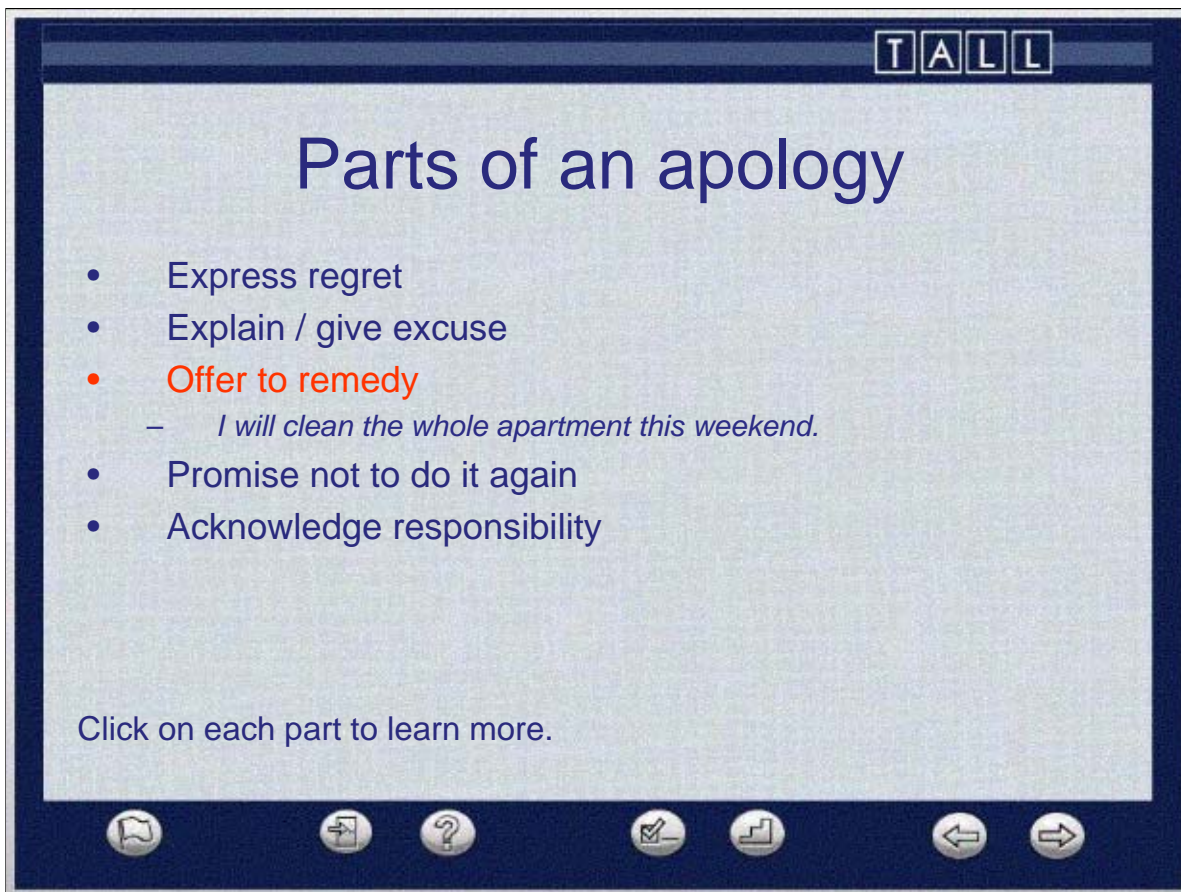 TALL
Parts of an apology
• Express regret
• Explain / give excuse
• Offer to remedy
– I will clean the whole apartment this weekend.
• Promise not to do it again
• Acknowledge responsibility
Click on each part to learn more.